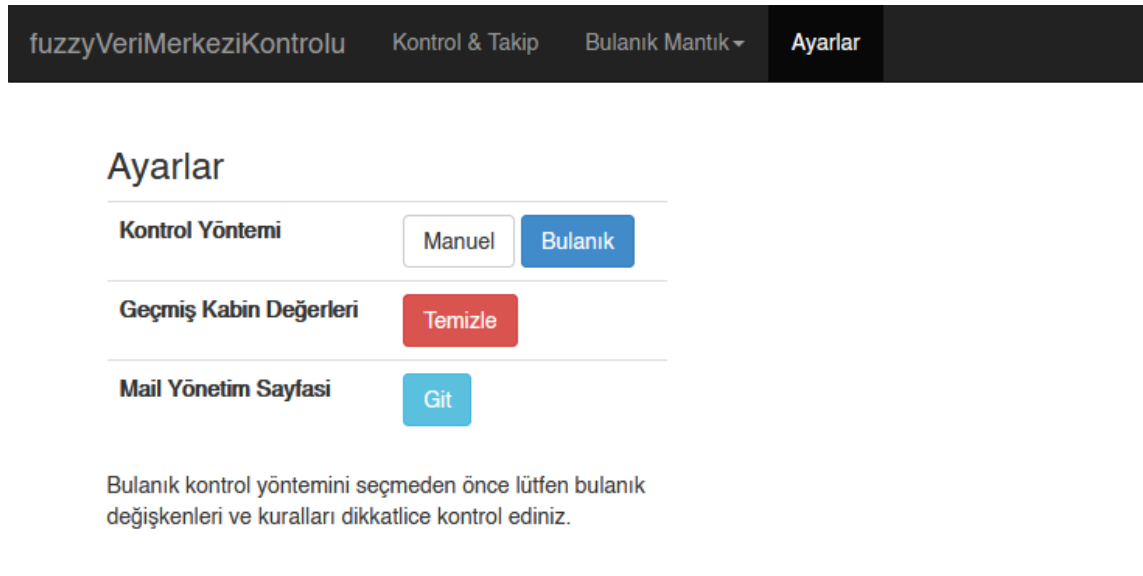 fuzzyVeriMerkeziKontrolu Kontrol & Takip Bulanık Mantık Ayarlar
Ayarlar
Kontrol Yöntemi Manuel Bulanık
Geçmiş Kabin Değerleri Temizle
Mail Yönetim Sayfasi Git
Bulanık kontrol yöntemini seçmeden önce lütfen bulanık
değişkenleri ve kuralları dikkatlice kontrol ediniz.